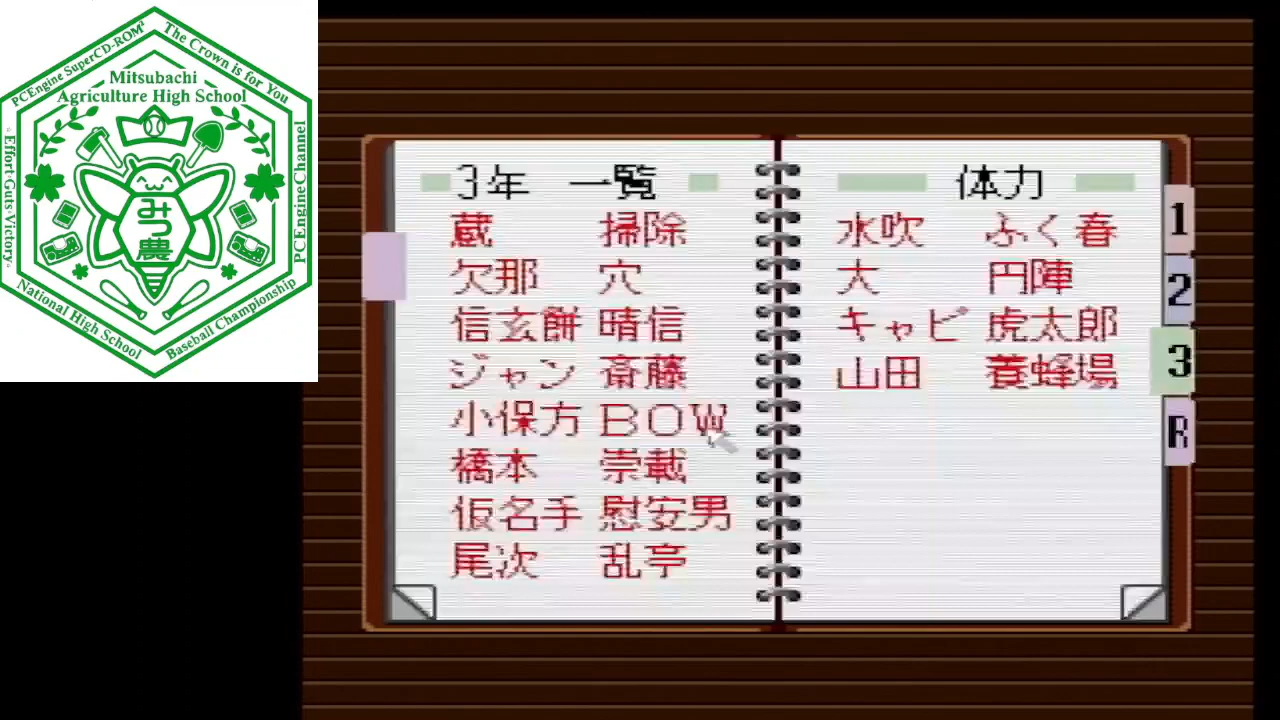 PCEngine SuperCD-ROM²
The Crown is for You
Mitsubachi
Agriculture High School
Effort・Guts・Victory
PCEngineChannel
みつ農
National High School
Baseball Championship
3年 一覧
蔵 掃除
欠那 穴
信玄餅 晴信
ジャン 斎藤
小保方 BOW
橋本 崇載
仮名手 慰安男
尾次 乱亭
体力
水吹 ふく春
大 円陣
キャビ 虎太郎
山田 養蜂場
1
2
3
R